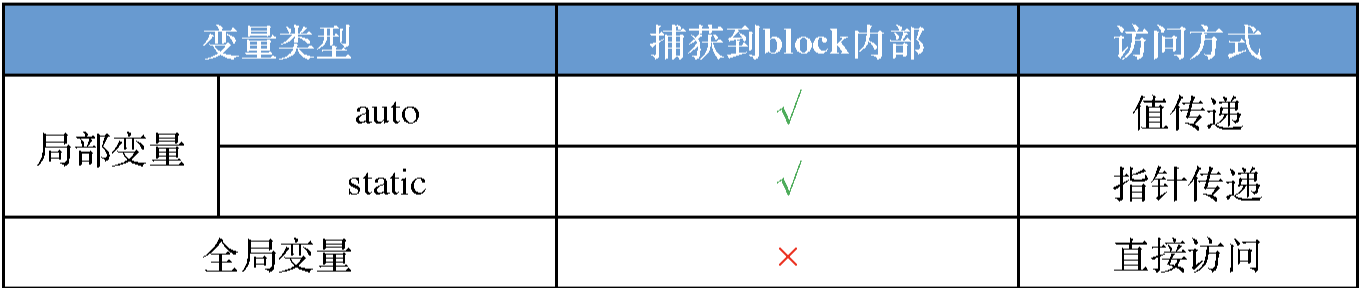 变量类型 捕获到block内部 访问方式
局部变量 auto √ 值传递
static √ 指针传递
全局变量 × 直接访问